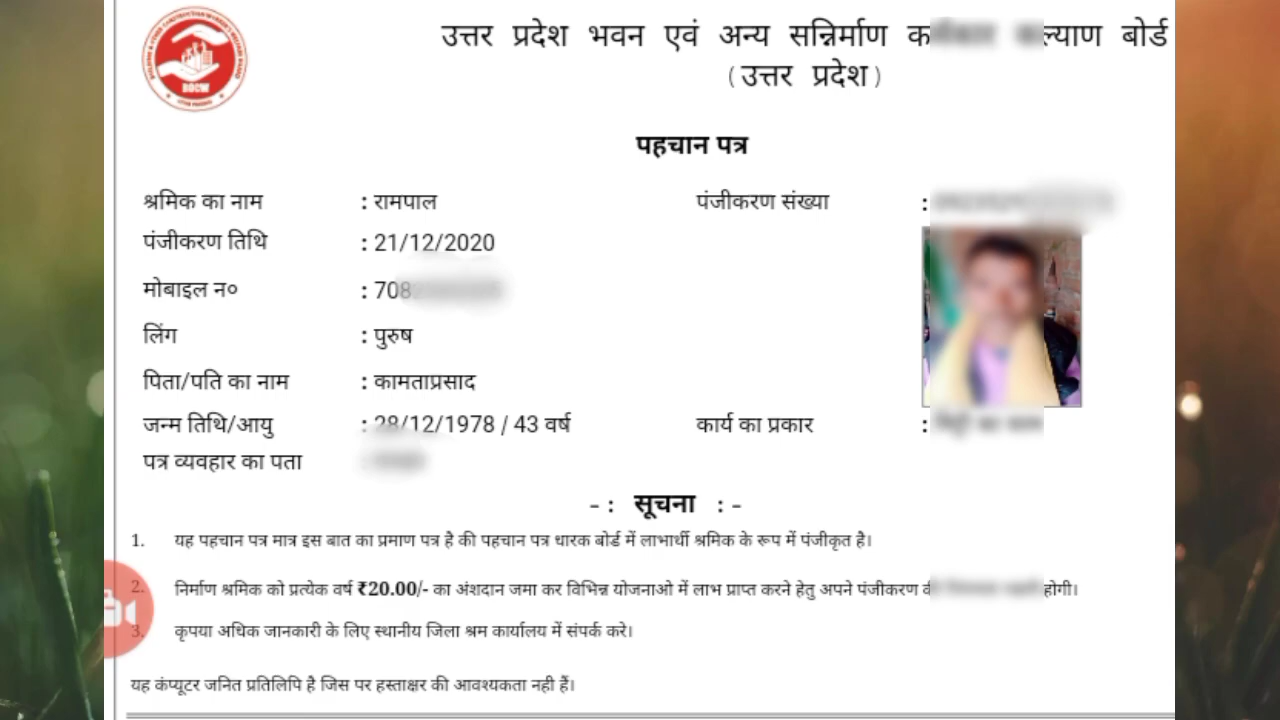 उत्तर प्रदेश भवन एवं अन्य सन्निर्माण कल्याण बोर्ड
(उत्तर प्रदेश)
BOCW
पहचान पत्र
श्रमिक का नाम : रामपाल पंजीकरण संख्या :
पंजीकरण तिथि : 21/12/2020
मोबाइल न० : 708
लिंग : पुरुष
पिता/पति का नाम : कामताप्रसाद
जन्म तिथि/आयु : 28/12/1978 / 43 वर्ष कार्य का प्रकार :
पत्र व्यवहार का पता
-: सूचना :-
1. यह पहचान पत्र मात्र इस बात का प्रमाण पत्र है की पहचान पत्र धारक बोर्ड में लाभार्थी श्रमिक के रूप में पंजीकृत है।
2. निर्माण श्रमिक को प्रत्येक वर्ष ₹20.00/- का अंशदान जमा कर विभिन्न योजनाओ में लाभ प्राप्त करने हेतु अपने पंजीकरण होगी।
3. कृपया अधिक जानकारी के लिए स्थानीय जिला श्रम कार्यालय में संपर्क करे।
यह कंप्यूटर जनित प्रतिलिपि है जिस पर हस्ताक्षर की आवश्यकता नही हैं।